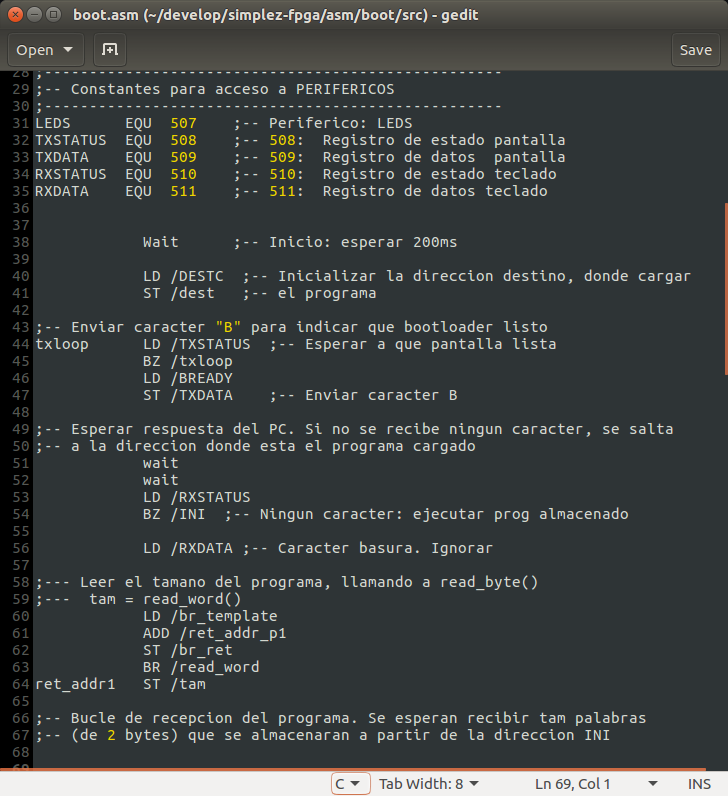 boot.asm (~/develop/simplez-fpga/asm/boot/src) - gedit
Open Save
28 ;---------------------------------------------------
29 ;-- Constantes para acceso a PERIFERICOS
30 ;---------------------------------------------------
31 LEDS      EQU  507    ;-- Periferico: LEDS
32 TXSTATUS  EQU  508    ;-- 508:  Registro de estado pantalla
33 TXDATA    EQU  509    ;-- 509:  Registro de datos  pantalla
34 RXSTATUS  EQU  510    ;-- 510:  Registro de estado teclado
35 RXDATA    EQU  511    ;-- 511:  Registro de datos teclado
36
37
38             Wait      ;-- Inicio: esperar 200ms
39
40             LD /DESTC  ;-- Inicializar la direccion destino, donde cargar
41             ST /dest   ;-- el programa
42
43 ;-- Enviar caracter "B" para indicar que bootloader listo
44 txloop      LD /TXSTATUS  ;-- Esperar a que pantalla lista
45             BZ /txloop
46             LD /BREADY
47             ST /TXDATA    ;-- Enviar caracter B
48
49 ;-- Esperar respuesta del PC. Si no se recibe ningun caracter, se salta
50 ;-- a la direccion donde esta el programa cargado
51             wait
52             wait
53             LD /RXSTATUS
54             BZ /INI  ;-- Ningun caracter: ejecutar prog almacenado
55
56             LD /RXDATA ;-- Caracter basura. Ignorar
57
58 ;--- Leer el tamano del programa, llamando a read_byte()
59 ;---  tam = read_word()
60             LD /br_template
61             ADD /ret_addr_p1
62             ST /br_ret
63             BR /read_word
64 ret_addr1   ST /tam
65
66 ;-- Bucle de recepcion del programa. Se esperan recibir tam palabras
67 ;-- (de 2 bytes) que se almacenaran a partir de la direccion INI
68
69
C Tab Width: 8 Ln 69, Col 1 INS